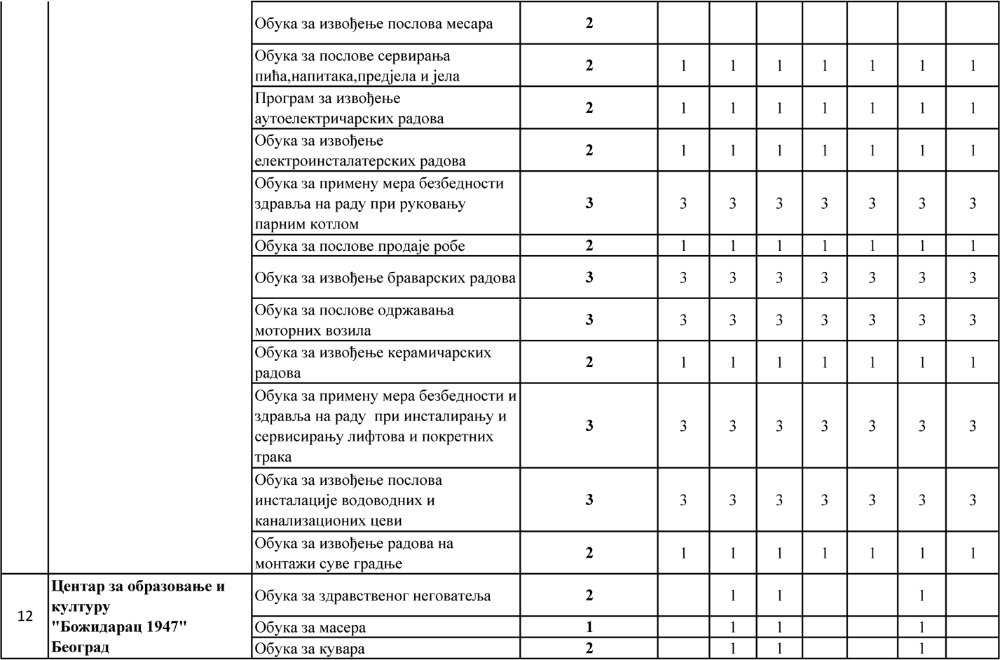 Обука за извођење послова месара 2
Обука за послове сервирања
пића,напитака,предјела и јела 2 1 1 1 1 1 1 1
Програм за извођење
аутоелектричарских радова 2 1 1 1 1 1 1 1
Обука за извођење
електроинсталатерских радова 2 1 1 1 1 1 1 1
Обука за примену мера безбедности
здравља на раду при руковању 3 3 3 3 3 3 3 3
парним котлом
Обука за послове продаје робе 2 1 1 1 1 1 1 1
Обука за извођење браварских радова 3 3 3 3 3 3 3 3
Обука за послове одржавања
моторних возила 3 3 3 3 3 3 3 3
Обука за извођење керамичарских
радова 2 1 1 1 1 1 1 1
Обука за примену мера безбедности и
здравља на раду  при инсталирању и
сервисирању лифтова и покретних 3 3 3 3 3 3 3 3
трака
Обука за извођење послова
инсталације водоводних и 3 3 3 3 3 3 3 3
канализационих цеви
Обука за извођење радова на
монтажи суве градње 2 1 1 1 1 1 1 1
12
Центар за образовање и
културу
"Божидарац 1947"
Београд
Обука за здравственог неговатеља 2 1 1 1
Обука за масера 1 1 1 1
Обука за кувара 2 1 1 1